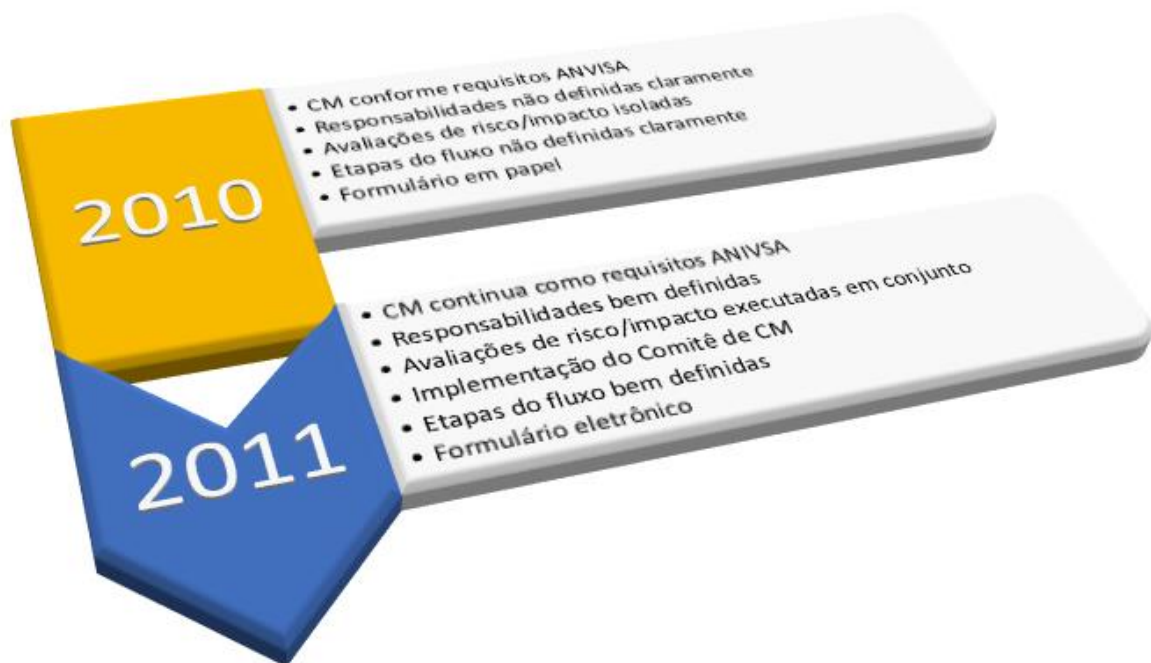 2010
• CM conforme requisitos ANVISA
• Responsabilidades não definidas claramente
• Avaliações de risco/impacto isoladas
• Etapas do fluxo não definidas claramente
• Formulário em papel
2011
• CM continua como requisitos ANIVSA
• Responsabilidades bem definidas
• Avaliações de risco/impacto executadas em conjunto
• Implementação do Comitê de CM
• Etapas do fluxo bem definidas
• Formulário eletrônico